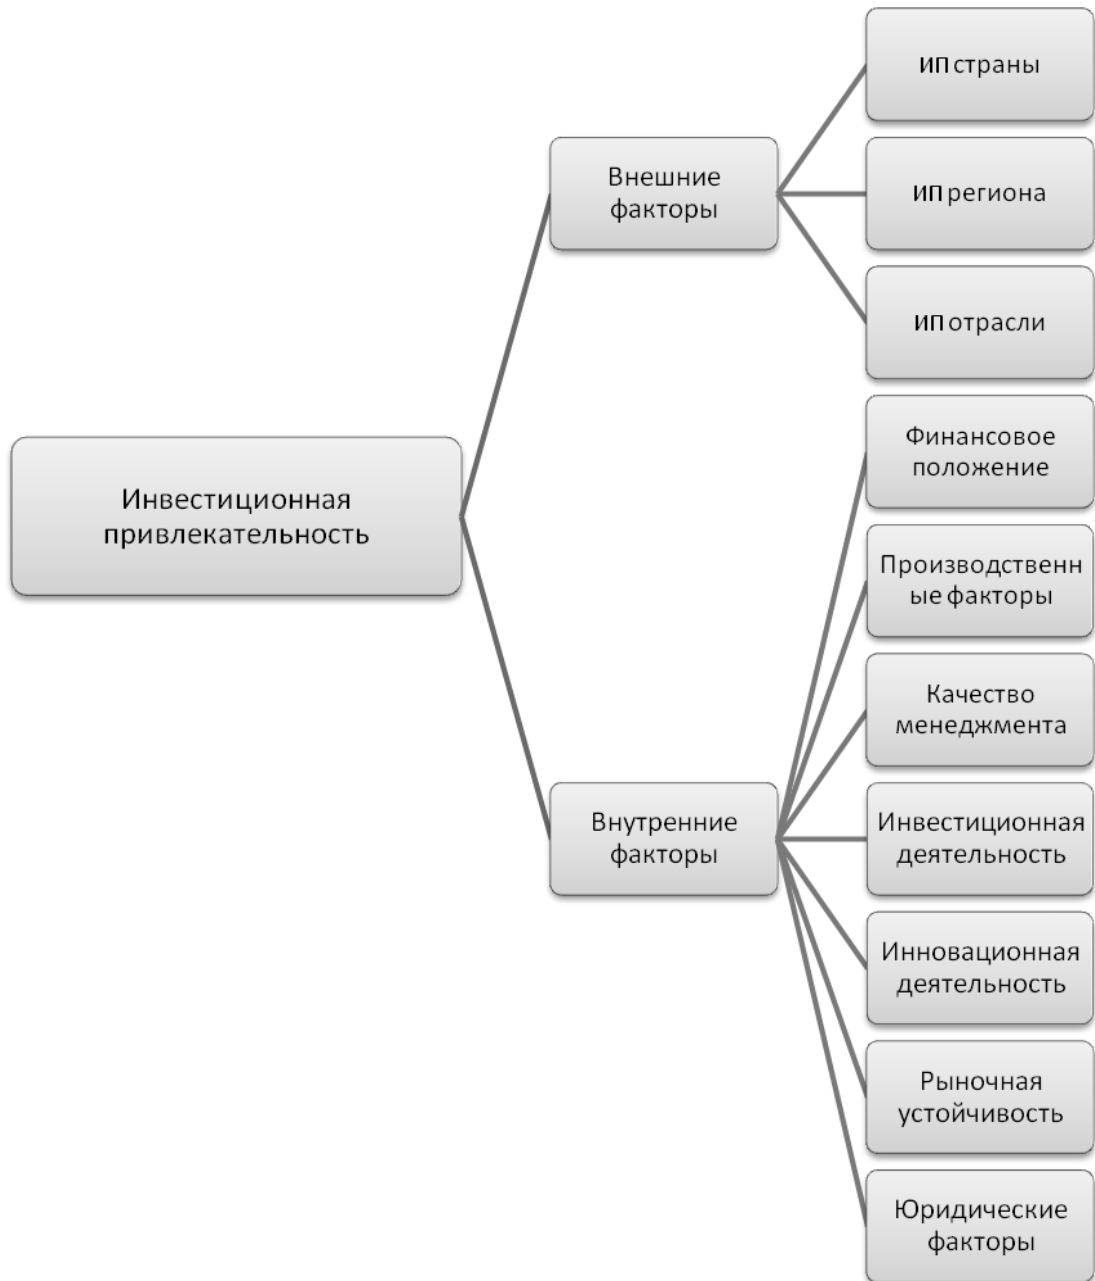 ИП страны
Внешние
факторы
ИП региона
ИП отрасли
Инвестиционная
привлекательность
Финансовое
положение
Производственн
ые факторы
Качество
менеджмента
Внутренние
факторы
Инвестиционная
деятельность
Инновационная
деятельность
Рыночная
устойчивость
Юридические
факторы